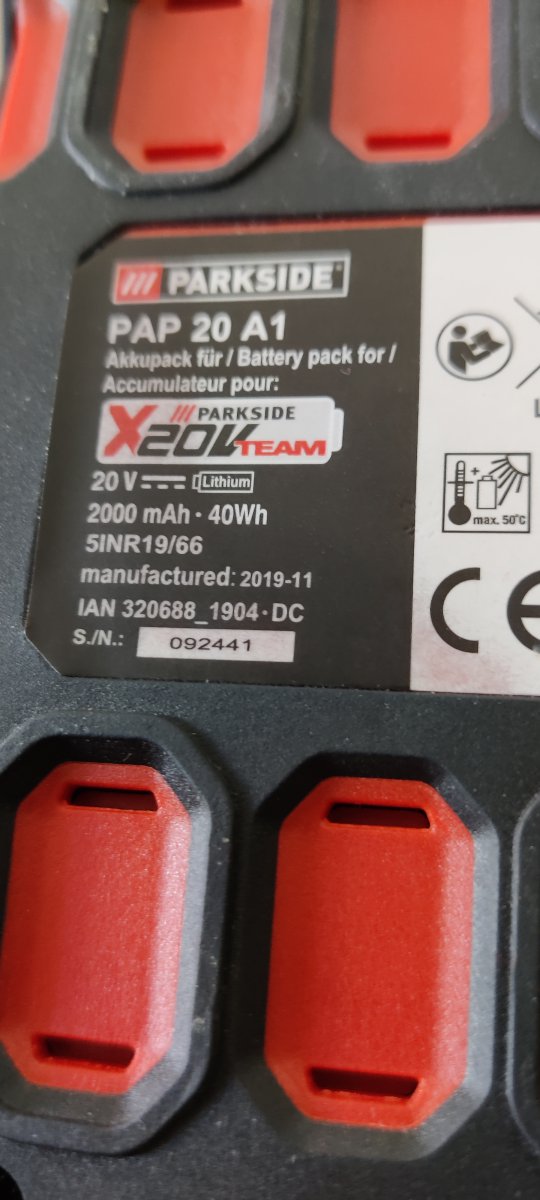 PARKSIDE®
PAP 20 A1
Akkupack für / Battery pack for /
Accumulateur pour:
PARKSIDE
X20V TEAM
20 V Lithium
2000 mAh · 40Wh
5INR19/66
manufactured: 2019-11
IAN 320688_1904 · DC
S./N.: 092441
+
max. 50°C
CE